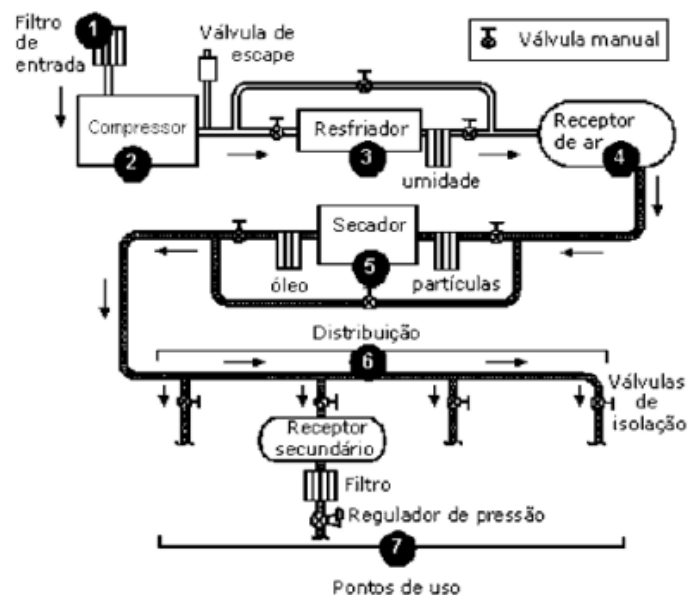 Filtro
de
entrada
1
Válvula de
escape
Válvula manual
Compressor
2
Resfriador
3
umidade
Receptor
de ar
4
Secador
5
óleo
partículas
Distribuição
6
Válvulas
de
isolação
Receptor
secundário
Filtro
Regulador de pressão
7
Pontos de uso